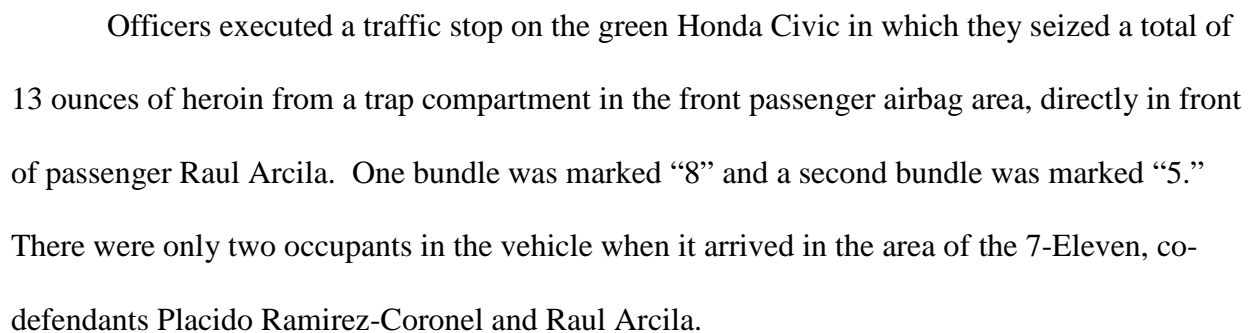 Officers executed a traffic stop on the green Honda Civic in which they seized a total of
13 ounces of heroin from a trap compartment in the front passenger airbag area, directly in front
of passenger Raul Arcila.  One bundle was marked “8” and a second bundle was marked “5.”
There were only two occupants in the vehicle when it arrived in the area of the 7-Eleven, co-
defendants Placido Ramirez-Coronel and Raul Arcila.